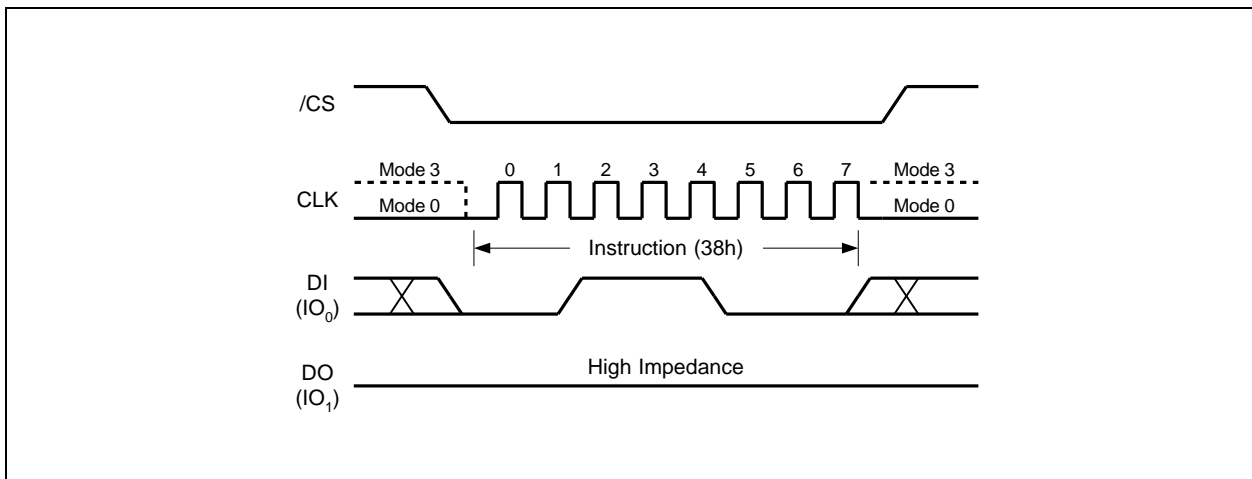 /CS
Mode 3 0 1 2 3 4 5 6 7 Mode 3
CLK
Mode 0 Mode 0
Instruction (38h)
DI
(IO₀)
High Impedance
DO
(IO₁)